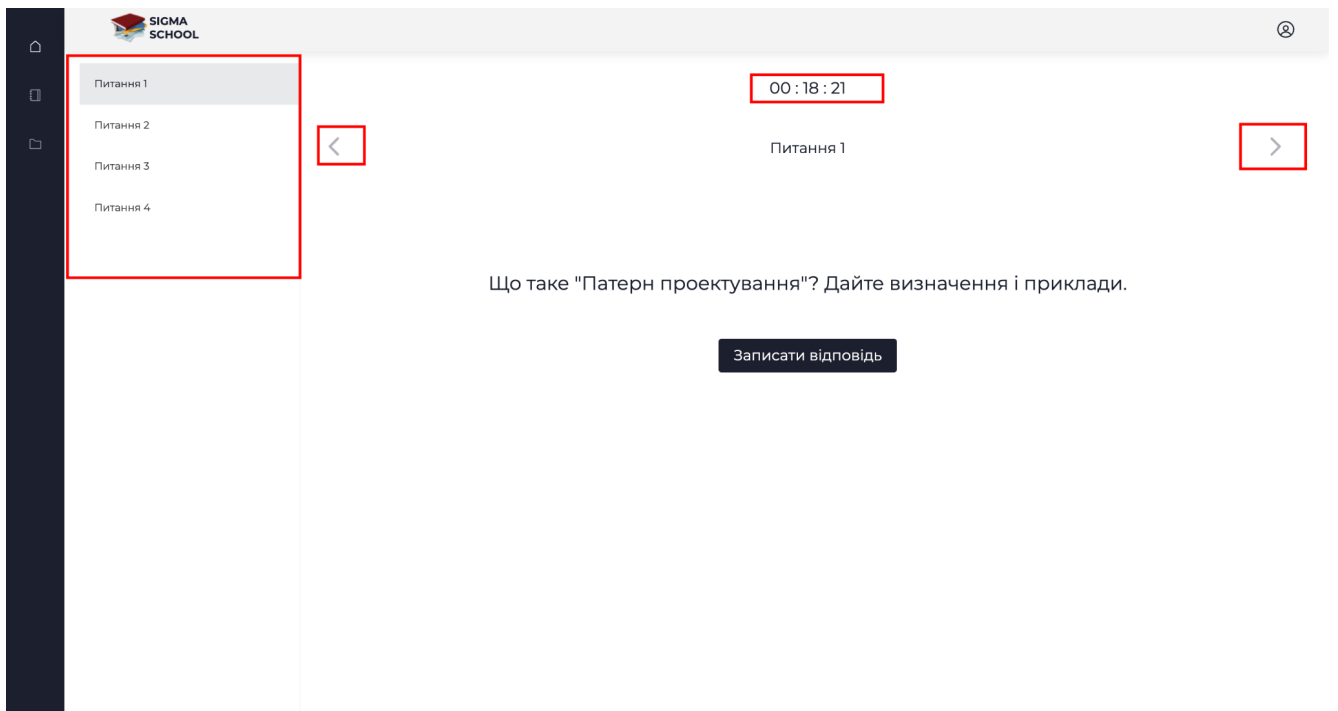 SIGMA
SCHOOL
Питання 1
Питання 2
Питання 3
Питання 4
00 : 18 : 21
Питання 1
Що таке "Патерн проектування"? Дайте визначення і приклади.
Записати відповідь